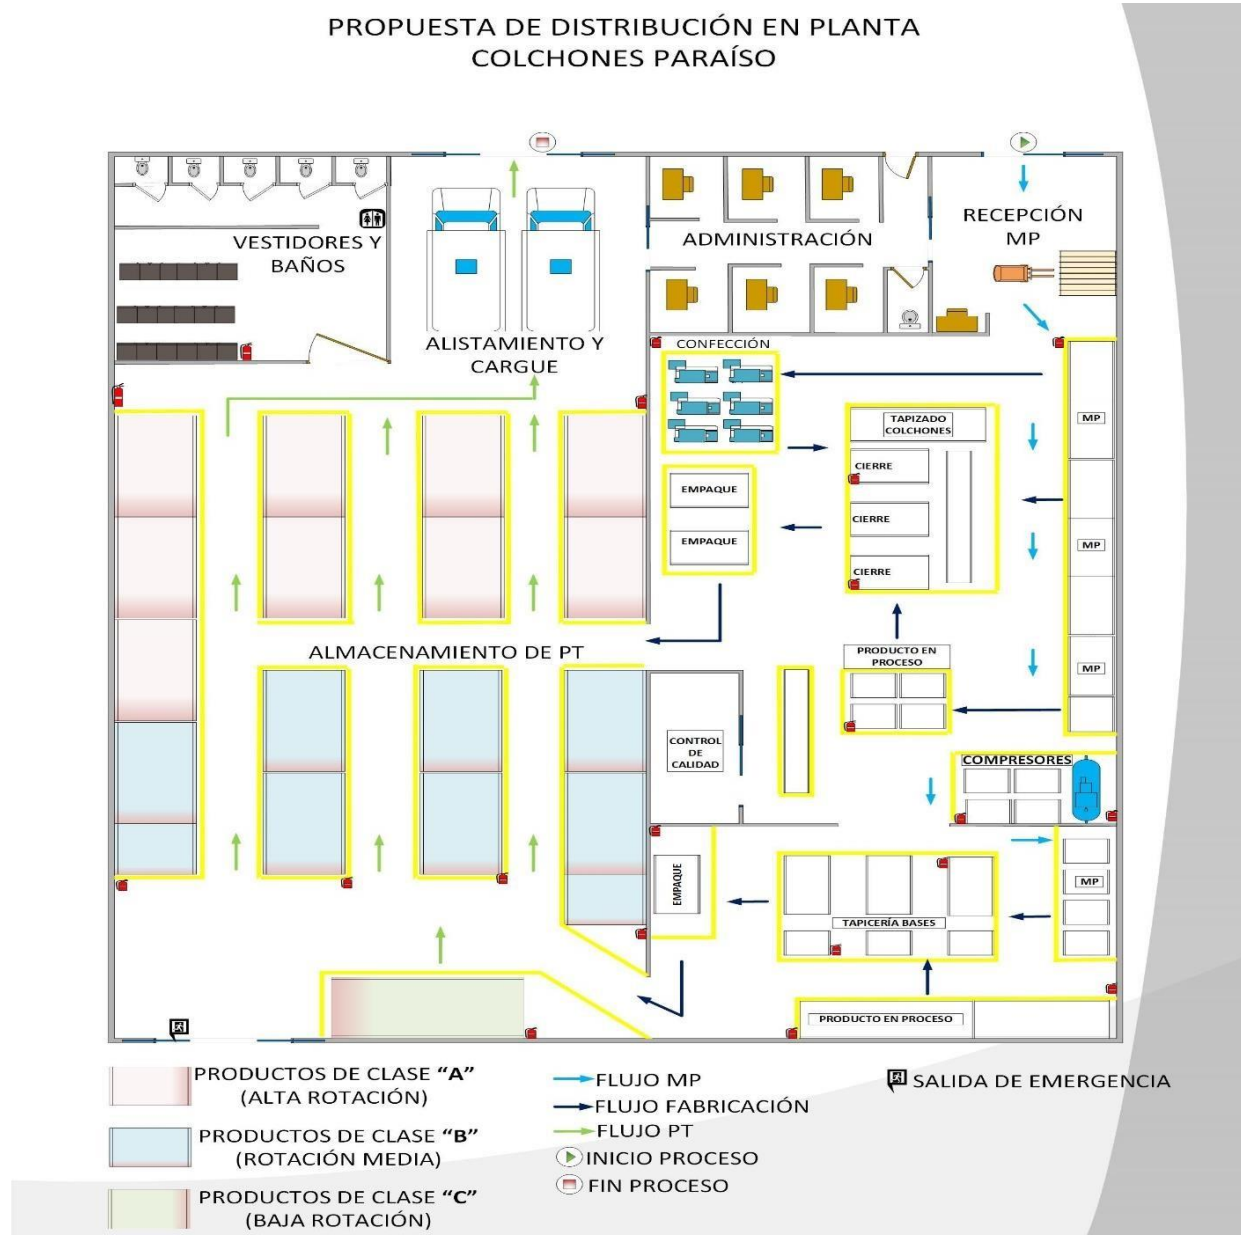 PROPUESTA DE DISTRIBUCIÓN EN PLANTA
COLCHONES PARAÍSO
VESTIDORES Y
BAÑOS
ALISTAMIENTO Y
CARGUE
ADMINISTRACIÓN
RECEPCIÓN
MP
CONFECCIÓN
TAPIZADO
COLCHONES
MP
CIERRE
EMPAQUE
CIERRE
EMPAQUE
MP
CIERRE
ALMACENAMIENTO DE PT
PRODUCTO EN
PROCESO
MP
CONTROL
DE
CALIDAD
COMPRESORES
EMPAQUE
MP
TAPICERÍA BASES
PRODUCTO EN PROCESO
PRODUCTOS DE CLASE “A”
(ALTA ROTACIÓN)
PRODUCTOS DE CLASE “B”
(ROTACIÓN MEDIA)
PRODUCTOS DE CLASE “C”
(BAJA ROTACIÓN)
FLUJO MP
FLUJO FABRICACIÓN
FLUJO PT
INICIO PROCESO
FIN PROCESO
SALIDA DE EMERGENCIA